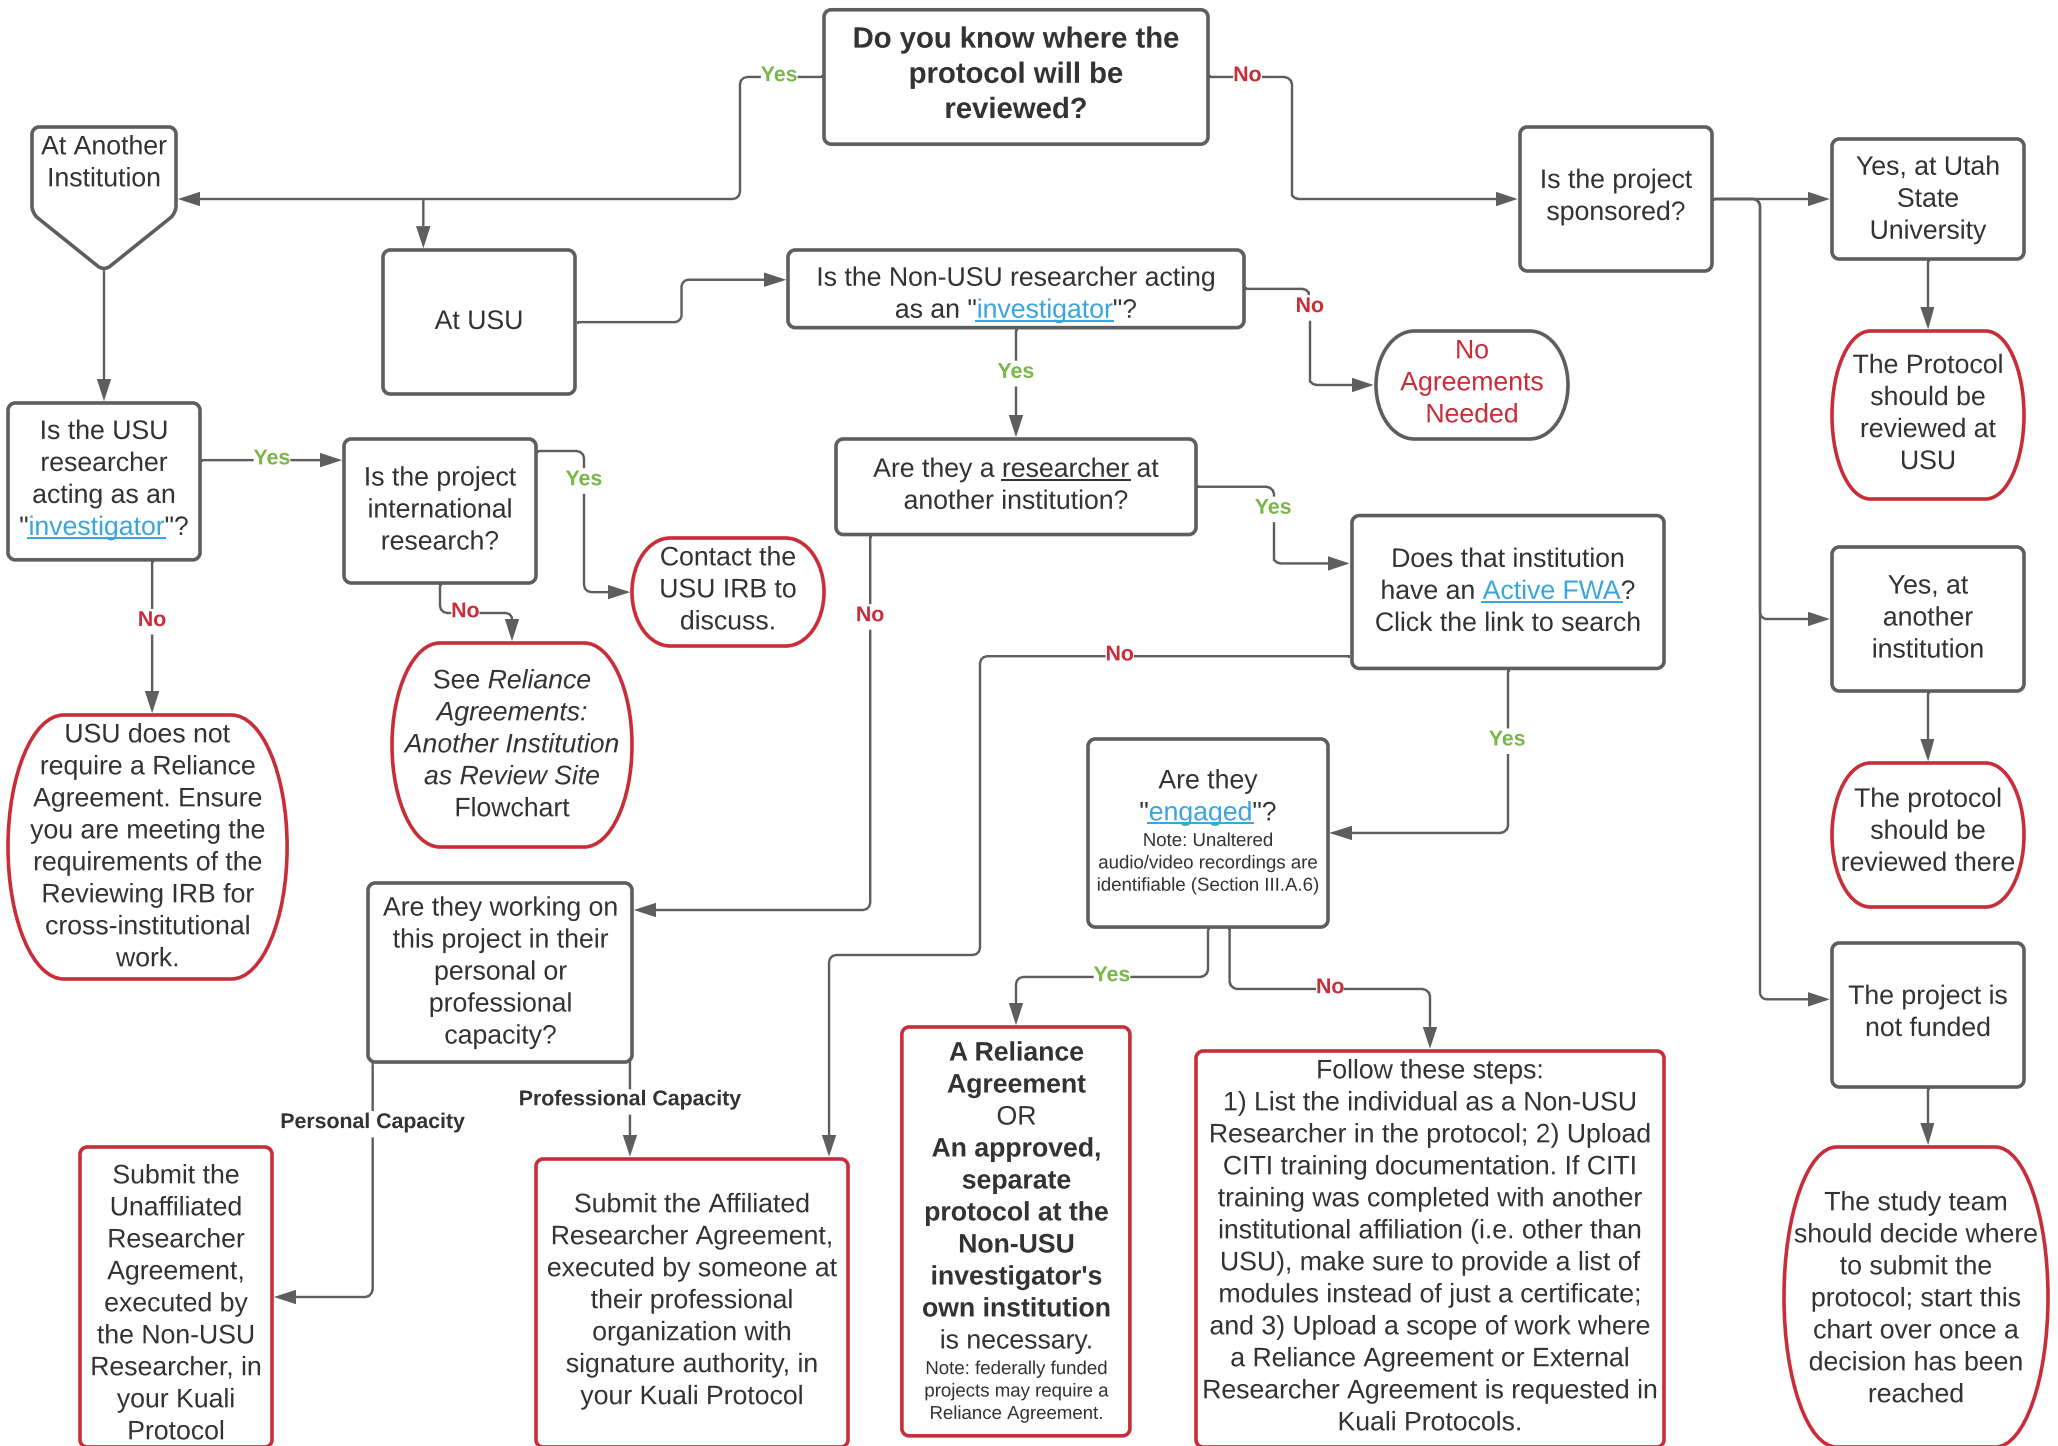 Do you know where the
protocol will be
reviewed?
Yes
No
At Another
Institution
Is the project
sponsored?
Yes, at Utah
State
University
At USU
Is the Non-USU researcher acting
as an "investigator"?
No
No
Agreements
Needed
Yes
The Protocol
should be
reviewed at
USU
Is the USU
researcher
acting as an
"investigator"?
Yes
Is the project
international
research?
Yes
Contact the
USU IRB to
discuss.
Are they a researcher at
another institution?
Yes
Does that institution
have an Active FWA?
Click the link to search
Yes, at
another
institution
No
No
No
No
See Reliance
Agreements:
Another Institution
as Review Site
Flowchart
Yes
USU does not
require a Reliance
Agreement. Ensure
you are meeting the
requirements of the
Reviewing IRB for
cross-institutional
work.
Are they
"engaged"?
Note: Unaltered
audio/video recordings are
identifiable (Section III.A.6)
The protocol
should be
reviewed there
Are they working on
this project in their
personal or
professional
capacity?
Yes
No
The project is
not funded
Personal Capacity
Professional Capacity
Submit the
Unaffiliated
Researcher
Agreement,
executed by
the Non-USU
Researcher, in
your Kuali
Protocol
Submit the Affiliated
Researcher Agreement,
executed by someone at
their professional
organization with
signature authority, in
your Kuali Protocol
A Reliance
Agreement
OR
An approved,
separate
protocol at the
Non-USU
investigator's
own institution
is necessary.
Note: federally funded
projects may require a
Reliance Agreement.
Follow these steps:
1) List the individual as a Non-USU
Researcher in the protocol; 2) Upload
CITI training documentation. If CITI
training was completed with another
institutional affiliation (i.e. other than
USU), make sure to provide a list of
modules instead of just a certificate;
and 3) Upload a scope of work where
a Reliance Agreement or External
Researcher Agreement is requested in
Kuali Protocols.
The study team
should decide where
to submit the
protocol; start this
chart over once a
decision has been
reached